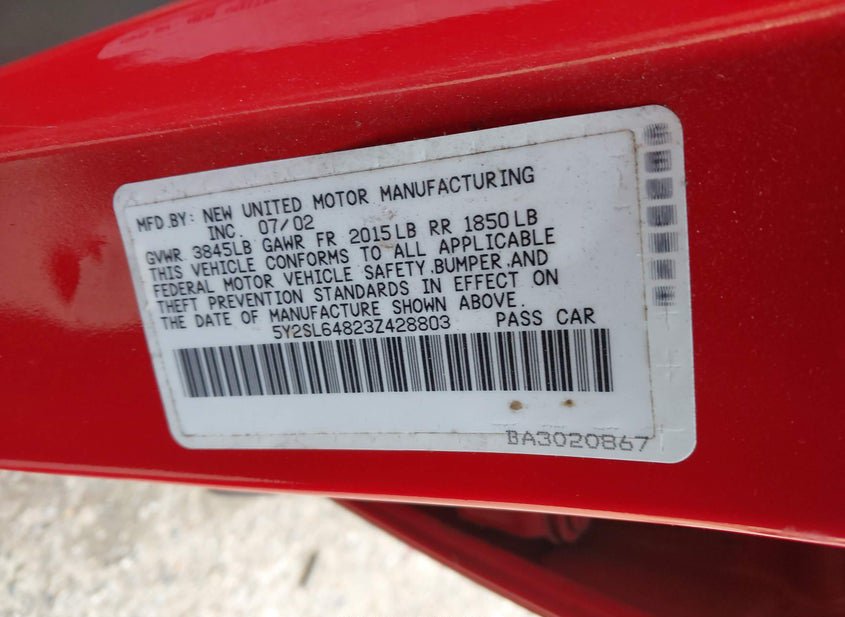 MFD.BY: NEW UNITED MOTOR MANUFACTURING
INC. 07/02
GVWR 3845LB GAWR FR 2015LB RR 1850LB
THIS VEHICLE CONFORMS TO ALL APPLICABLE
FEDERAL MOTOR VEHICLE SAFETY,BUMPER,AND
THEFT PREVENTION STANDARDS IN EFFECT ON
THE DATE OF MANUFACTURE SHOWN ABOVE.
5Y2SL64823Z428803 PASS CAR
BA3020867